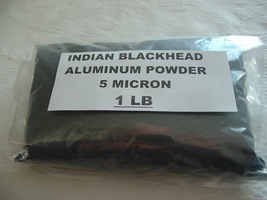 INDIAN BLACKHEAD
ALUMINUM POWDER
5 MICRON
1 LB